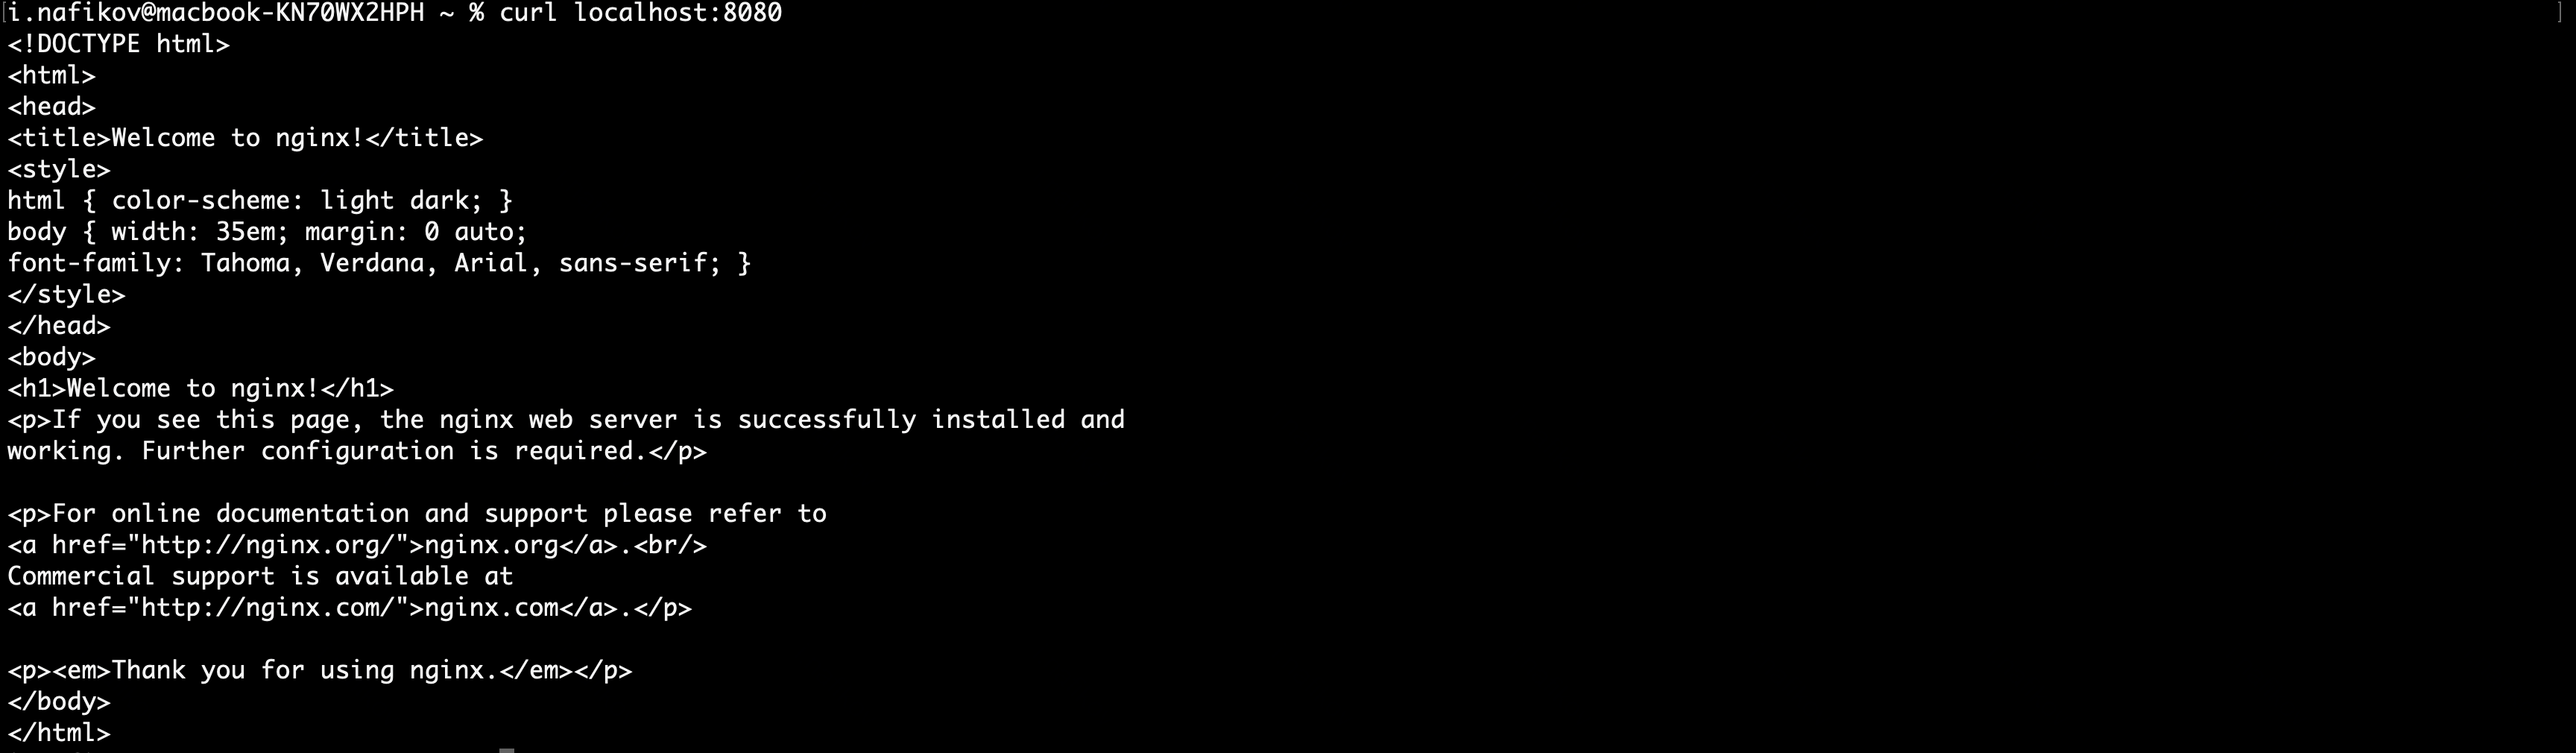 [i.nafikov@macbook-KN70WX2HPH ~ % curl localhost:8080 ]
<!DOCTYPE html>
<html>
<head>
<title>Welcome to nginx!</title>
<style>
html { color-scheme: light dark; }
body { width: 35em; margin: 0 auto;
font-family: Tahoma, Verdana, Arial, sans-serif; }
</style>
</head>
<body>
<h1>Welcome to nginx!</h1>
<p>If you see this page, the nginx web server is successfully installed and
working. Further configuration is required.</p>

<p>For online documentation and support please refer to
<a href="http://nginx.org/">nginx.org</a>.<br/>
Commercial support is available at
<a href="http://nginx.com/">nginx.com</a>.</p>

<p><em>Thank you for using nginx.</em></p>
</body>
</html>